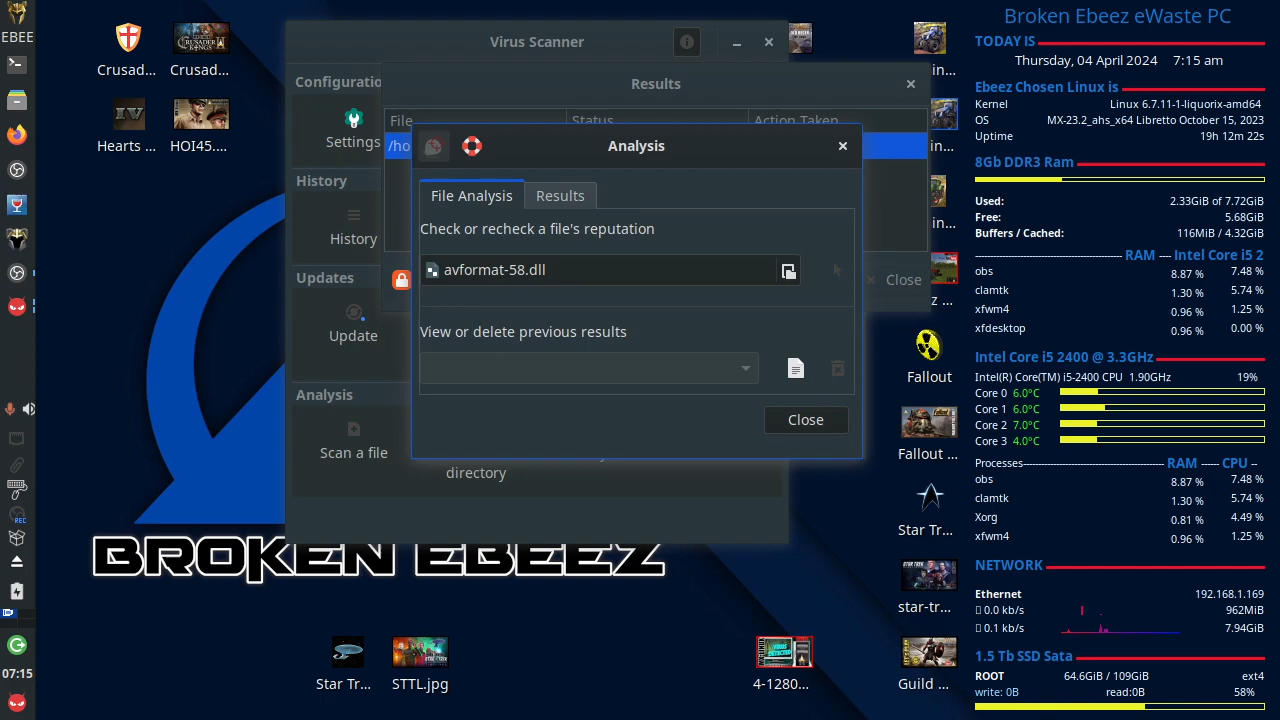 EBEE
Crusad...
Crusad...
Hearts ...
HOI45....
Virus Scanner
Configuratio
Settings
History
History
Updates
Update
Analysis
Scan a file
directory
Results
File
Status
Action Taken
/ho
Close
Analysis
File Analysis
Results
Check or recheck a file's reputation
avformat-58.dll
View or delete previous results
Close
in...
in...
in...
z ...
Fallout
Fallout ...
Star Tr...
star-tr...
Guild ...
BROKEN EBEEZ
Star Tr...
STTL.jpg
4-1280...
REC
07:15
Broken Ebeez eWaste PC
TODAY IS
Thursday, 04 April 2024 7:15 am
Ebeez Chosen Linux is
Kernel Linux 6.7.11-1-liquorix-amd64
OS MX-23.2_ahs_x64 Libretto October 15, 2023
Uptime 19h 12m 22s
8Gb DDR3 Ram
Used: 2.33GiB of 7.72GiB
Free: 5.68GiB
Buffers / Cached: 116MiB / 4.32GiB
RAM ---- Intel Core i5 2
obs 8.87 % 7.48 %
clamtk 1.30 % 5.74 %
xfwm4 0.96 % 1.25 %
xfdesktop 0.96 % 0.00 %
Intel Core i5 2400 @ 3.3GHz
Intel(R) Core(TM) i5-2400 CPU 1.90GHz 19%
Core 0 6.0°C
Core 1 6.0°C
Core 2 7.0°C
Core 3 4.0°C
Processes RAM ------ CPU --
obs 8.87 % 7.48 %
clamtk 1.30 % 5.74 %
Xorg 0.81 % 4.49 %
xfwm4 0.96 % 1.25 %
NETWORK
Ethernet 192.168.1.169
0.0 kb/s 962MiB
0.1 kb/s 7.94GiB
1.5 Tb SSD Sata
ROOT 64.6GiB / 109GiB ext4
write: 0B read:0B 58%